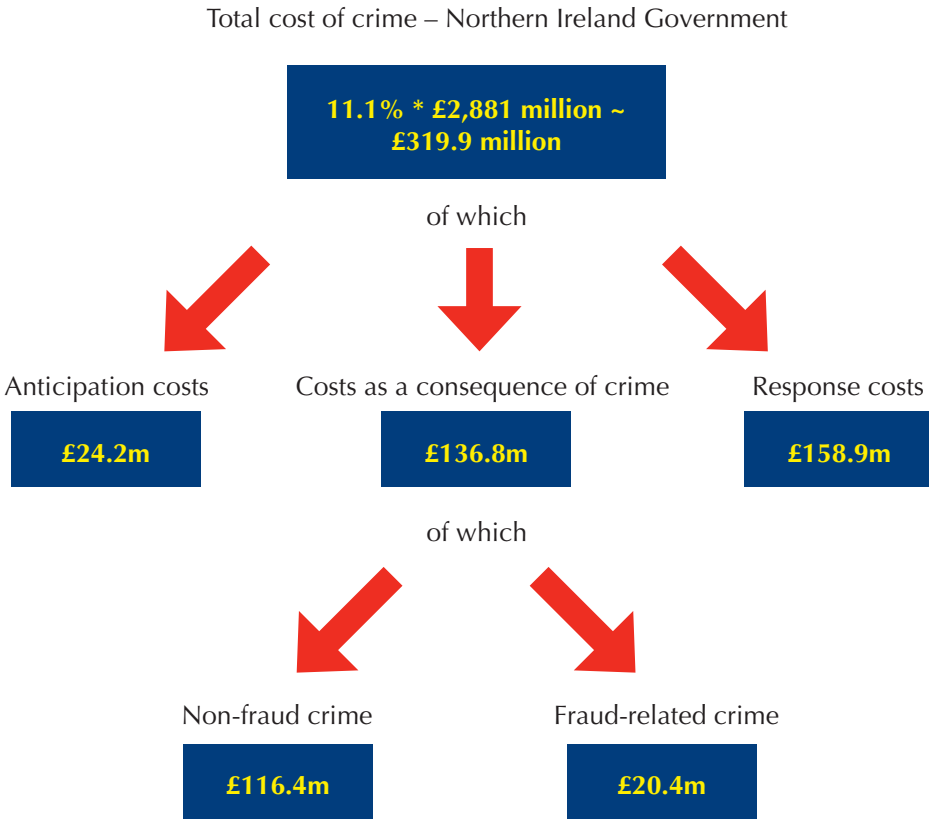 Total cost of crime – Northern Ireland Government
11.1% * £2,881 million ~
£319.9 million
of which
Anticipation costs
Costs as a consequence of crime
Response costs
£24.2m
£136.8m
£158.9m
of which
Non-fraud crime
Fraud-related crime
£116.4m
£20.4m